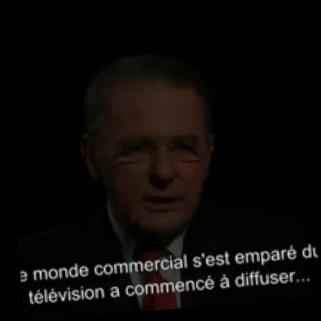 e monde commercial s'est emparé du
télévision a commencé à diffuser...